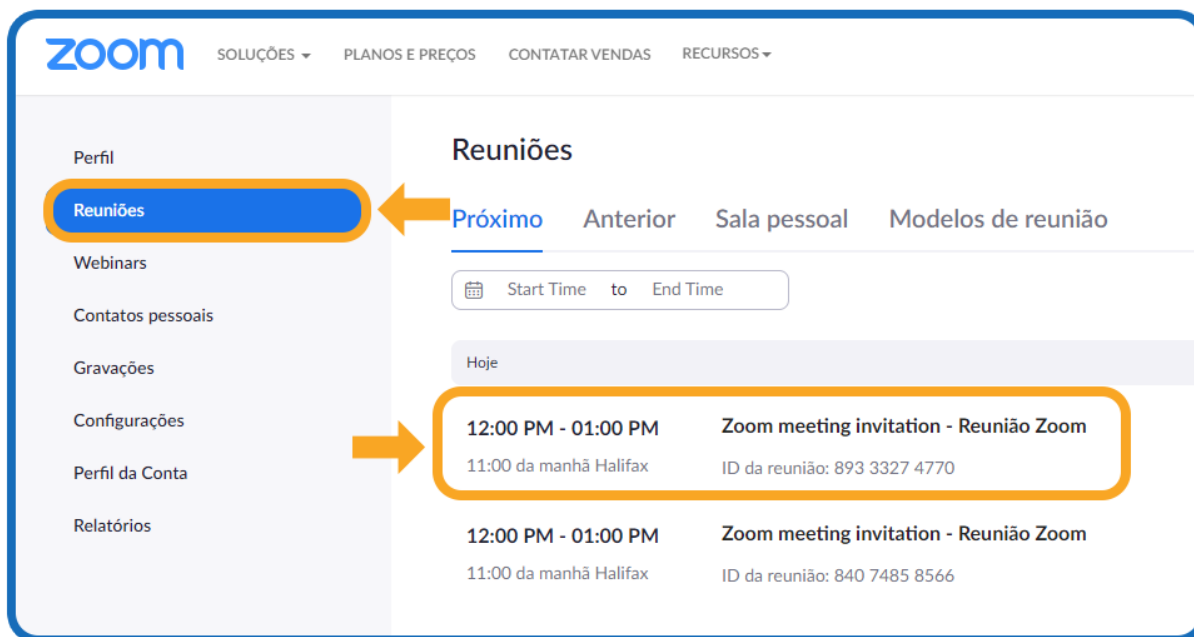 zoom SOLUÇÕES PLANOS E PREÇOS CONTATAR VENDAS RECURSOS
Perfil
Reuniões
Webinars
Contatos pessoais
Gravações
Configurações
Perfil da Conta
Relatórios
Reuniões
Próximo Anterior Sala pessoal Modelos de reunião
Start Time to End Time
Hoje
12:00 PM - 01:00 PM Zoom meeting invitation - Reunião Zoom
11:00 da manhã Halifax ID da reunião: 893 3327 4770
12:00 PM - 01:00 PM Zoom meeting invitation - Reunião Zoom
11:00 da manhã Halifax ID da reunião: 840 7485 8566